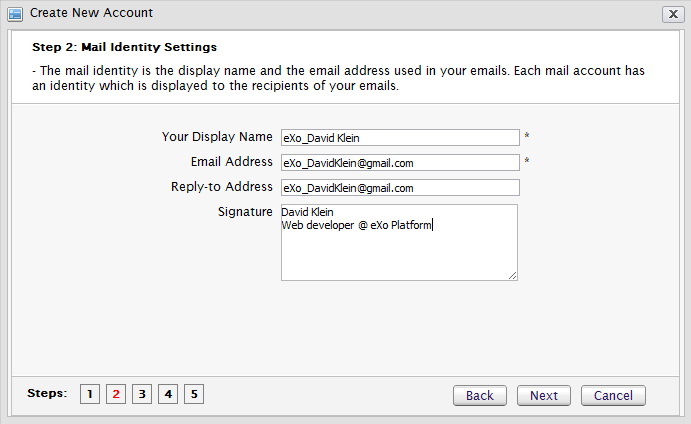 Create New Account
X
Step 2: Mail Identity Settings
- The mail identity is the display name and the email address used in your emails. Each mail account has
an identity which is displayed to the recipients of your emails.
Your Display Name eXo_David Klein *
Email Address eXo_DavidKlein@gmail.com *
Reply-to Address eXo_DavidKlein@gmail.com
Signature David Klein
Web developer @ eXo Platform
Steps: 1 2 3 4 5 Back Next Cancel